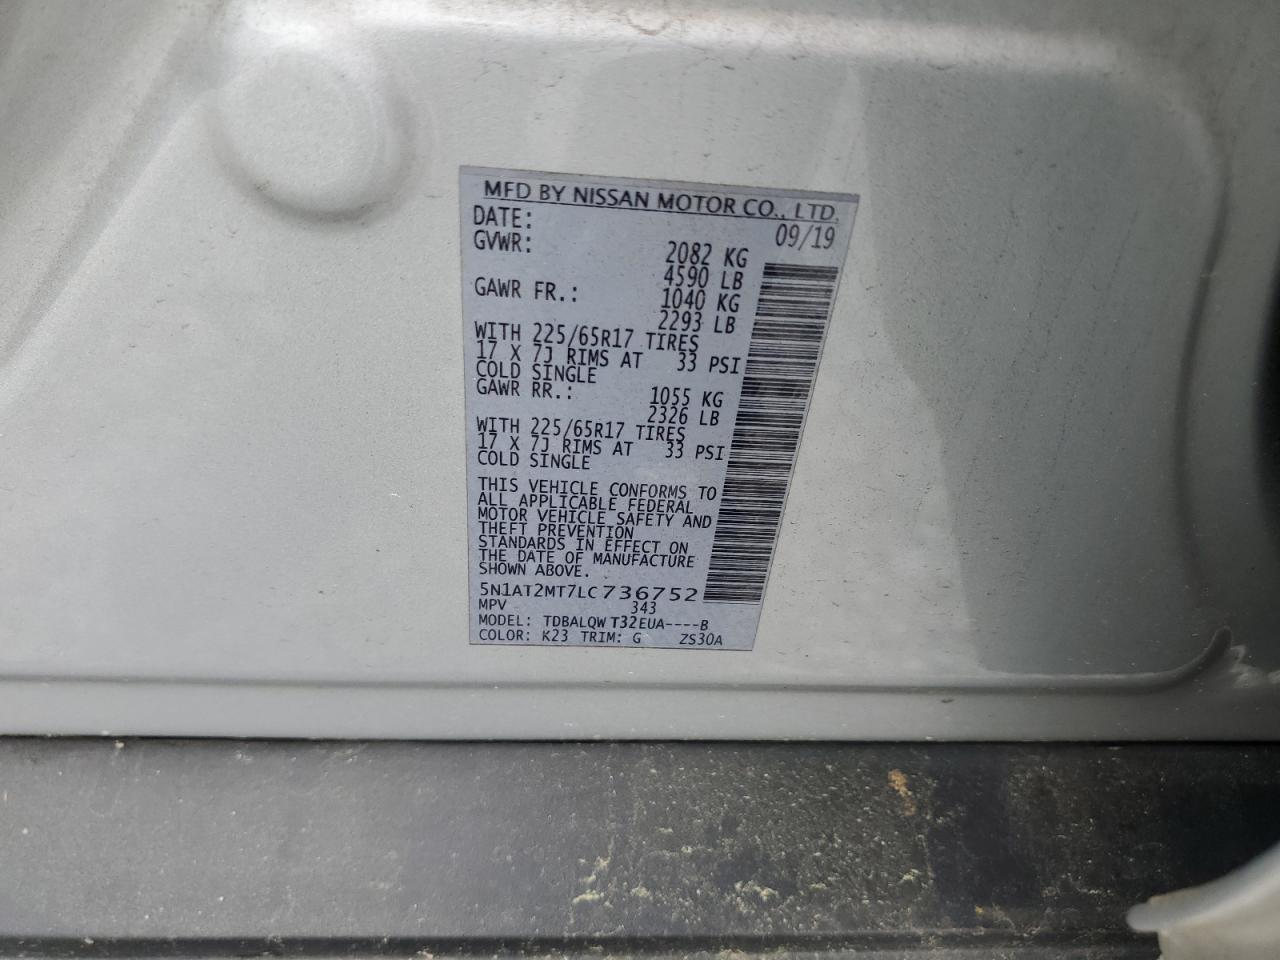 MFD BY NISSAN MOTOR CO., LTD.
DATE: 09/19
GVWR: 2082 KG
4590 LB
GAWR FR.: 1040 KG
2293 LB
WITH 225/65R17 TIRES
17 X 7J RIMS AT 33 PSI
COLD SINGLE
GAWR RR.: 1055 KG
2326 LB
WITH 225/65R17 TIRES
17 X 7J RIMS AT 33 PSI
COLD SINGLE
THIS VEHICLE CONFORMS TO
ALL APPLICABLE FEDERAL
MOTOR VEHICLE SAFETY AND
THEFT PREVENTION
STANDARDS IN EFFECT ON
THE DATE OF MANUFACTURE
SHOWN ABOVE.
5N1AT2MT7LC736752
MPV 343
MODEL: TDBALQW T32EUA----B
COLOR: K23 TRIM: G ZS30A